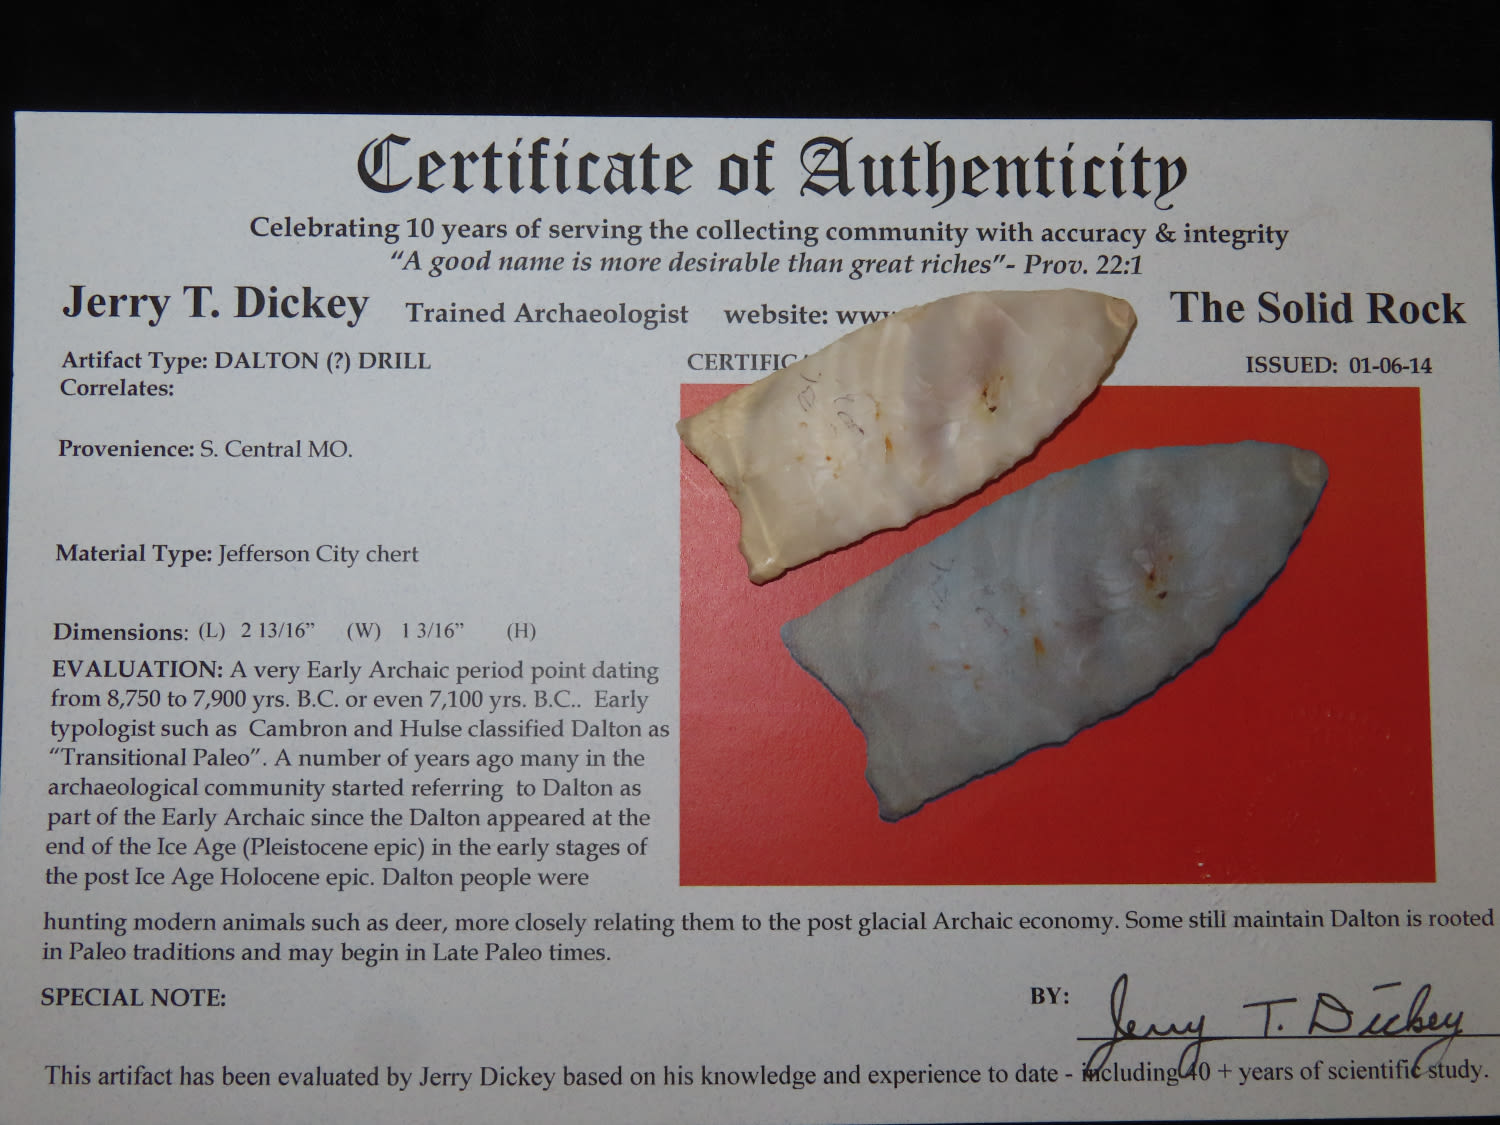 Certificate of Authenticity
Celebrating 10 years of serving the collecting community with accuracy & integrity
“A good name is more desirable than great riches”- Prov. 22:1
Jerry T. Dickey Trained Archaeologist website: www The Solid Rock
Artifact Type: DALTON (?) DRILL CERTIFIC ISSUED: 01-06-14
Correlates:
Provenience: S. Central MO.
Material Type: Jefferson City chert
Dimensions: (L) 2 13/16” (W) 1 3/16” (H)
EVALUATION: A very Early Archaic period point dating
from 8,750 to 7,900 yrs. B.C. or even 7,100 yrs. B.C.. Early
typologist such as Cambron and Hulse classified Dalton as
“Transitional Paleo”. A number of years ago many in the
archaeological community started referring to Dalton as
part of the Early Archaic since the Dalton appeared at the
end of the Ice Age (Pleistocene epic) in the early stages of
the post Ice Age Holocene epic. Dalton people were
hunting modern animals such as deer, more closely relating them to the post glacial Archaic economy. Some still maintain Dalton is rooted
in Paleo traditions and may begin in Late Paleo times.
SPECIAL NOTE:
BY: Jerry T. Dickey
This artifact has been evaluated by Jerry Dickey based on his knowledge and experience to date - including 40 + years of scientific study.